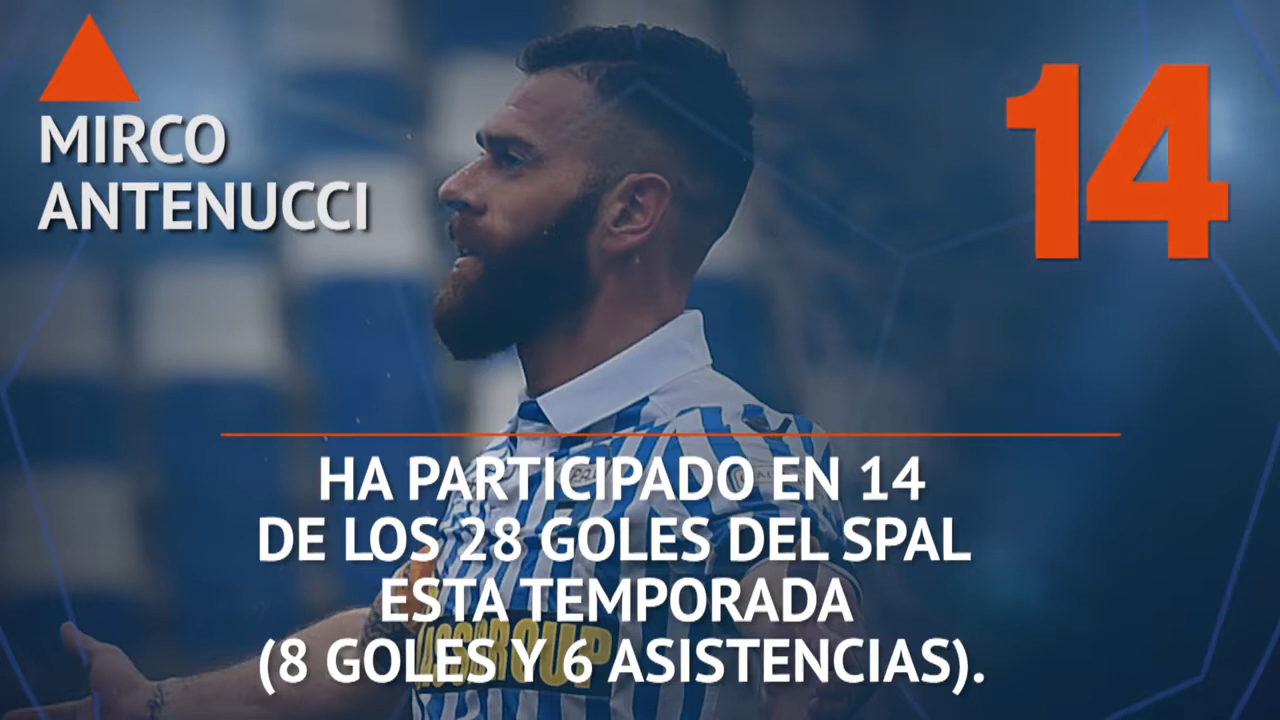 MIRCO
ANTENUCCI
14
HA PARTICIPADO EN 14
DE LOS 28 GOLES DEL SPAL
ESTA TEMPORADA
(8 GOLES Y 6 ASISTENCIAS).